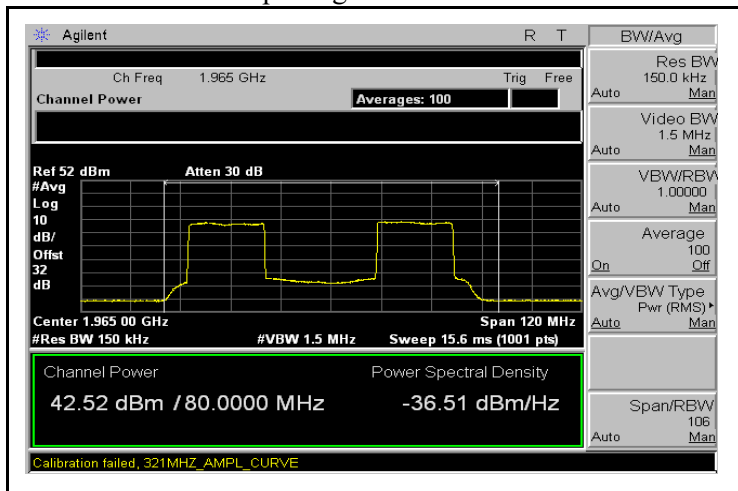 Agilent R T
Ch Freq 1.965 GHz Trig Free
Channel Power Averages: 100
Ref 52 dBm Atten 30 dB
#Avg
Log
10
dB/
Offst
32
dB
Center 1.965 00 GHz Span 120 MHz
#Res BW 150 kHz #VBW 1.5 MHz Sweep 15.6 ms (1001 pts)
Channel Power Power Spectral Density
42.52 dBm / 80.0000 MHz -36.51 dBm/Hz
Calibration failed, 321MHZ_AMPL_CURVE
BW/Avg
Res BW
150.0 kHz
Auto Man
Video BW
1.5 MHz
Auto Man
VBW/RBW
1.00000
Auto Man
Average
100
On Off
Avg/VBW Type
Pwr (RMS)
Auto Man
Span/RBW
106
Auto Man